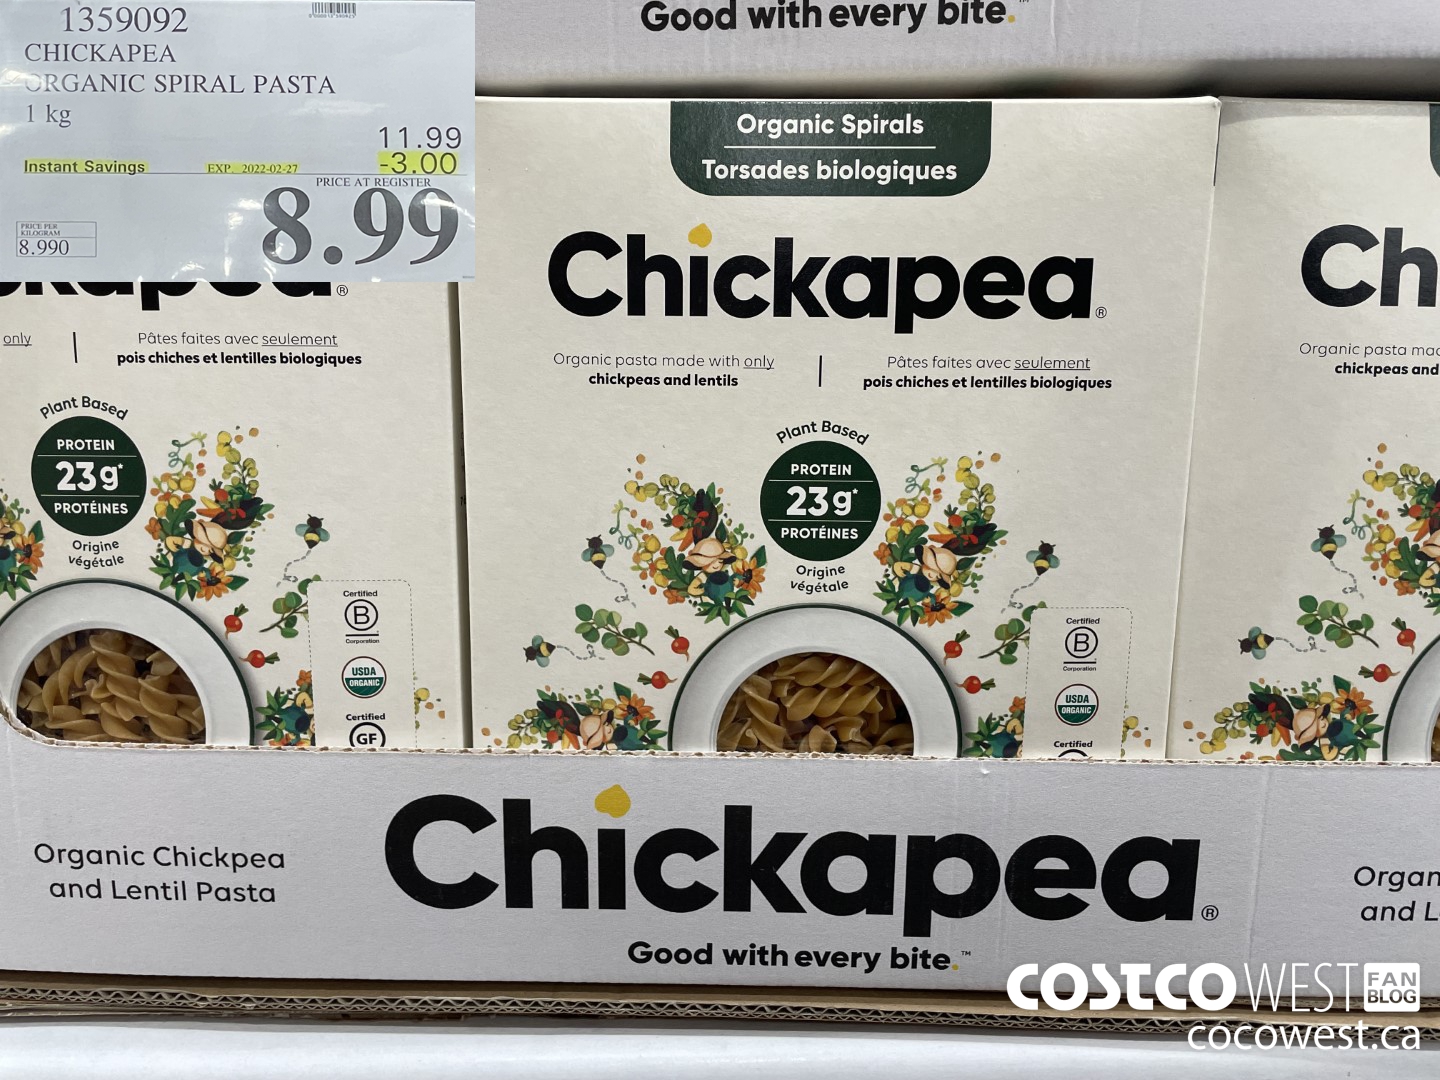 1359092
CHICKAPEA
ORGANIC SPIRAL PASTA
1 kg
11.99
Instant Savings EXP. 2022-02-27 -3.00
PRICE AT REGISTER
8.99
PRICE PER
KILOGRAM
8.990
Good with every bite.™
Organic Spirals
Torsades biologiques
Chickapea®
Organic pasta made with only
chickpeas and lentils
Pâtes faites avec seulement
pois chiches et lentilles biologiques
Plant Based
PROTEIN
23g*
PROTÉINES
Origine
végétale
Certified
B
Corporation
USDA
ORGANIC
Certified
®
only
Pâtes faites avec seulement
pois chiches et lentilles biologiques
Plant Based
PROTEIN
23g*
PROTÉINES
Origine
végétale
Certified
B
Corporation
USDA
ORGANIC
Certified
GF
Ch
Organic pasta mad
chickpeas and
Organic Chickpea
and Lentil Pasta
Chickapea®
Good with every bite.™
Organ
and L
COSTCO WEST FAN
BLOG
cocowest.ca